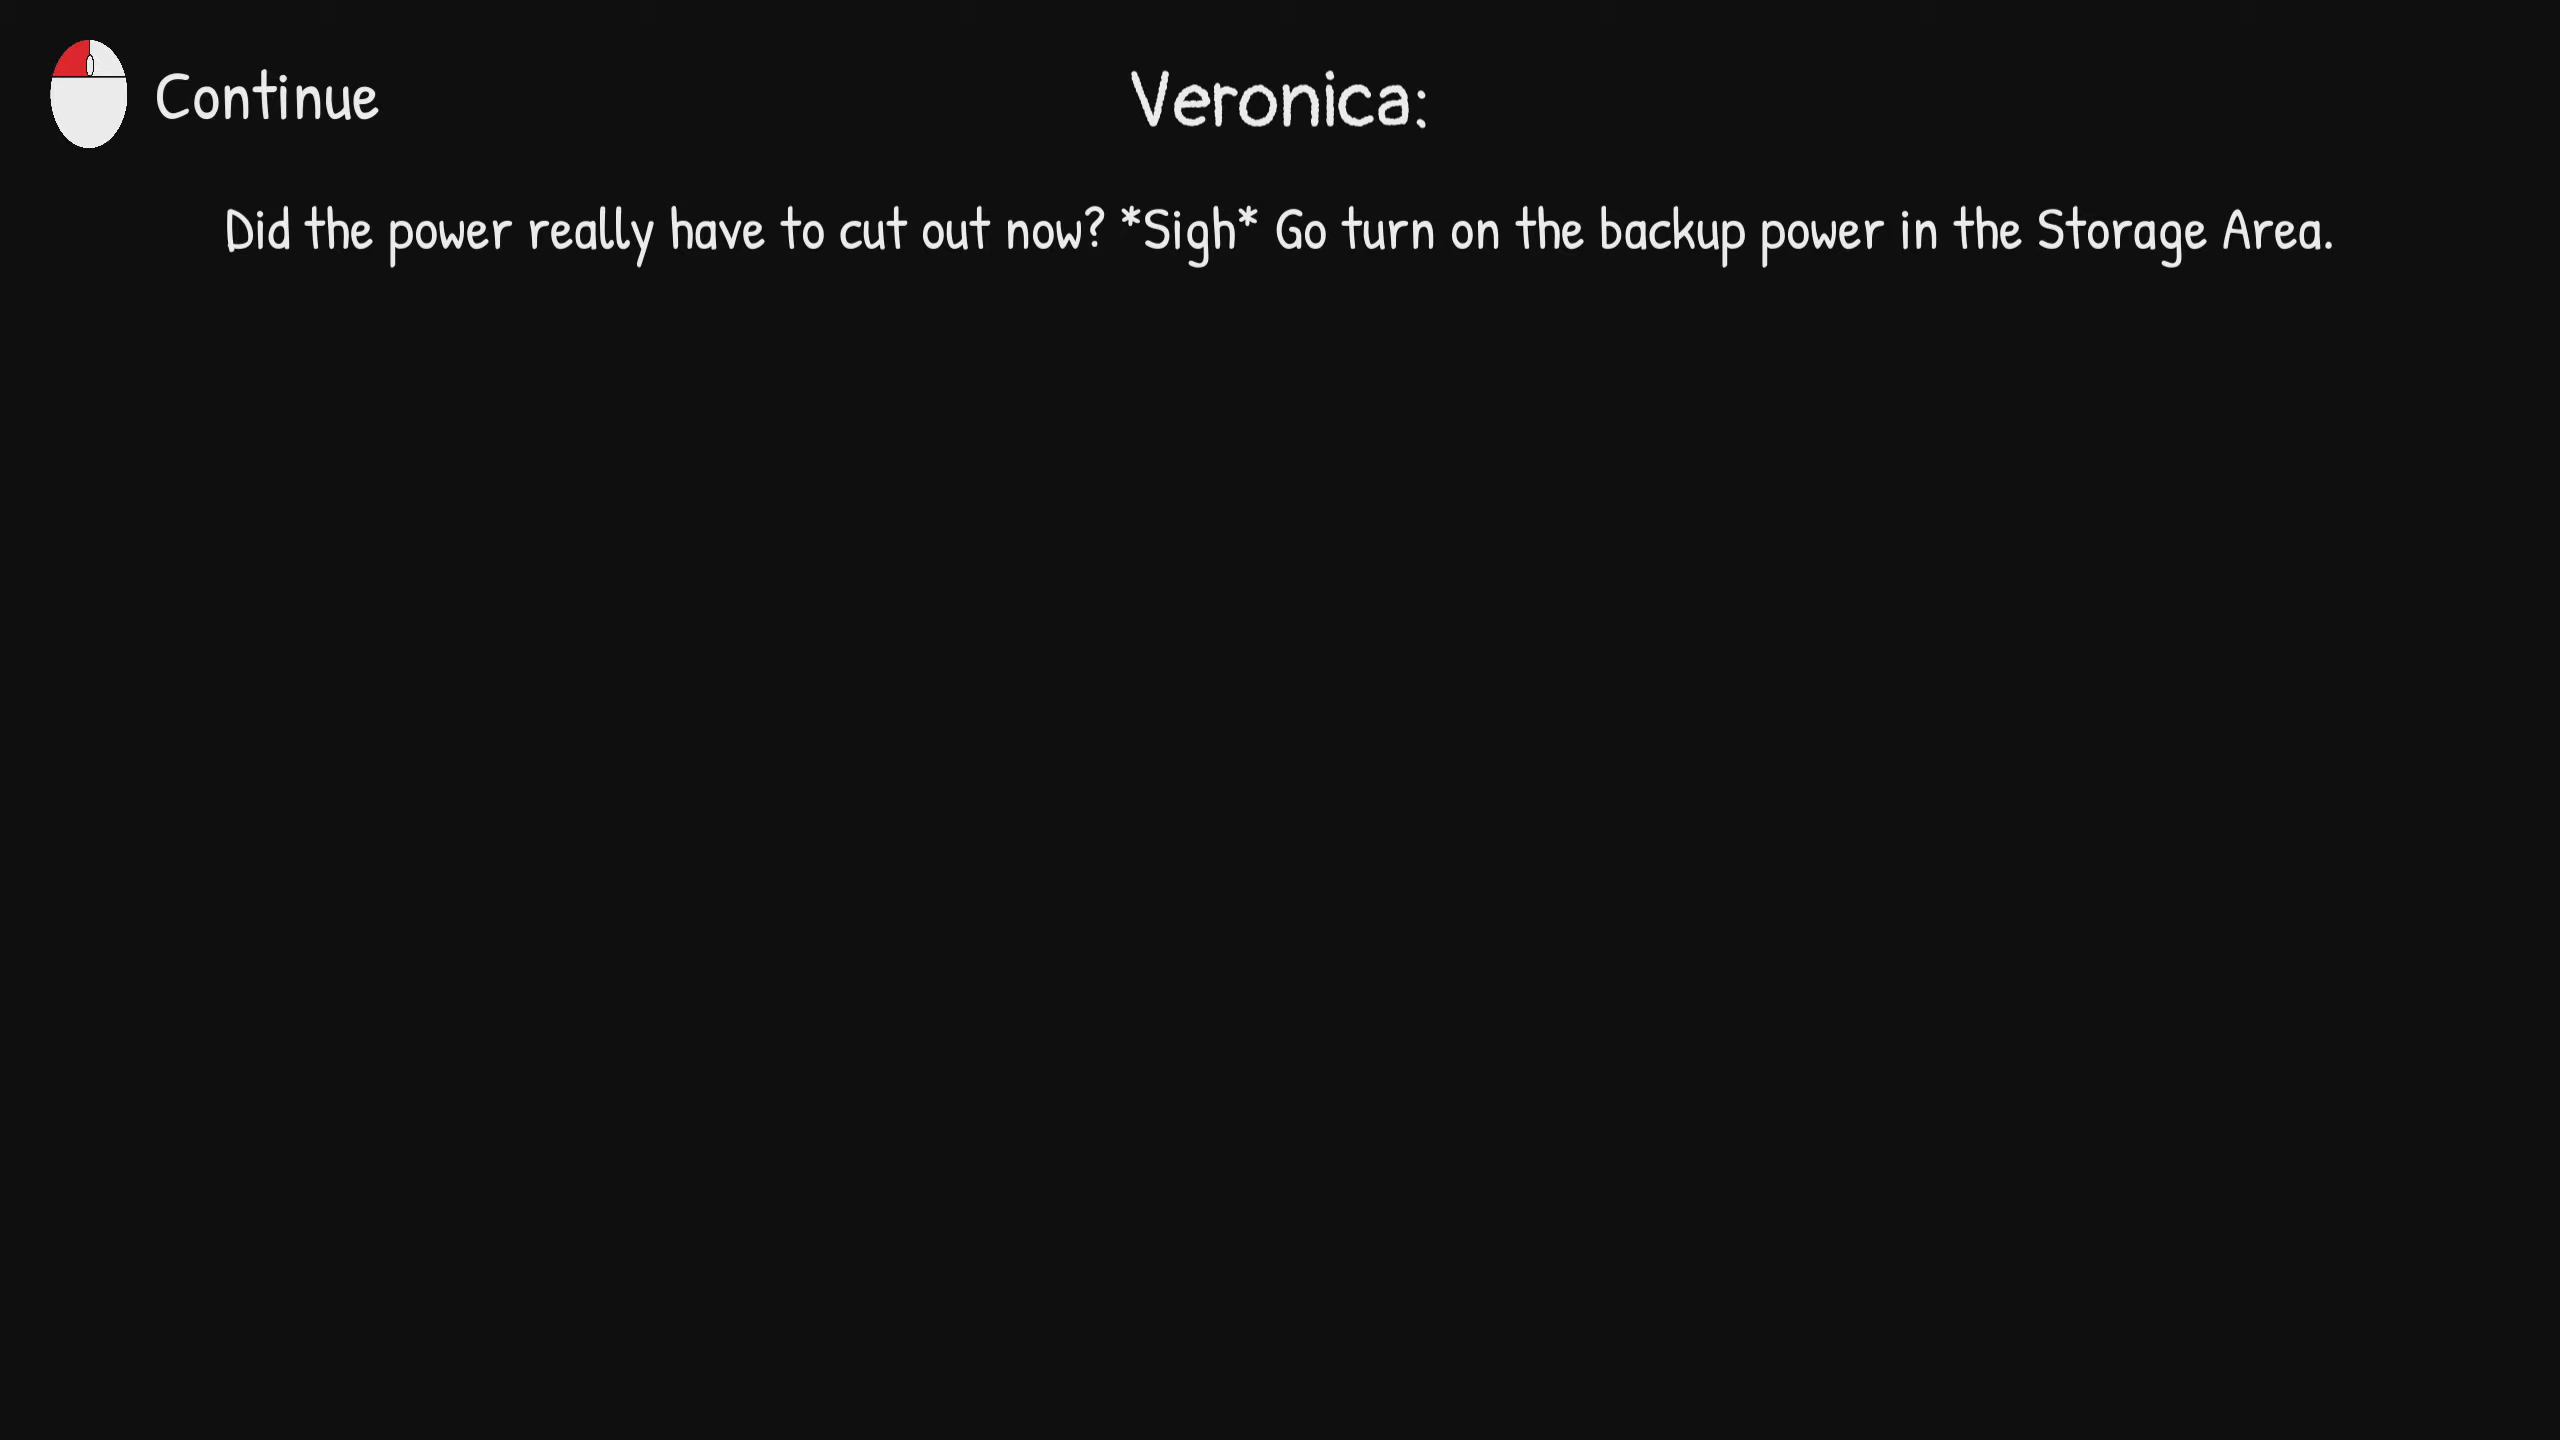 Continue
Veronica:
Did the power really have to cut out now? *Sigh* Go turn on the backup power in the Storage Area.